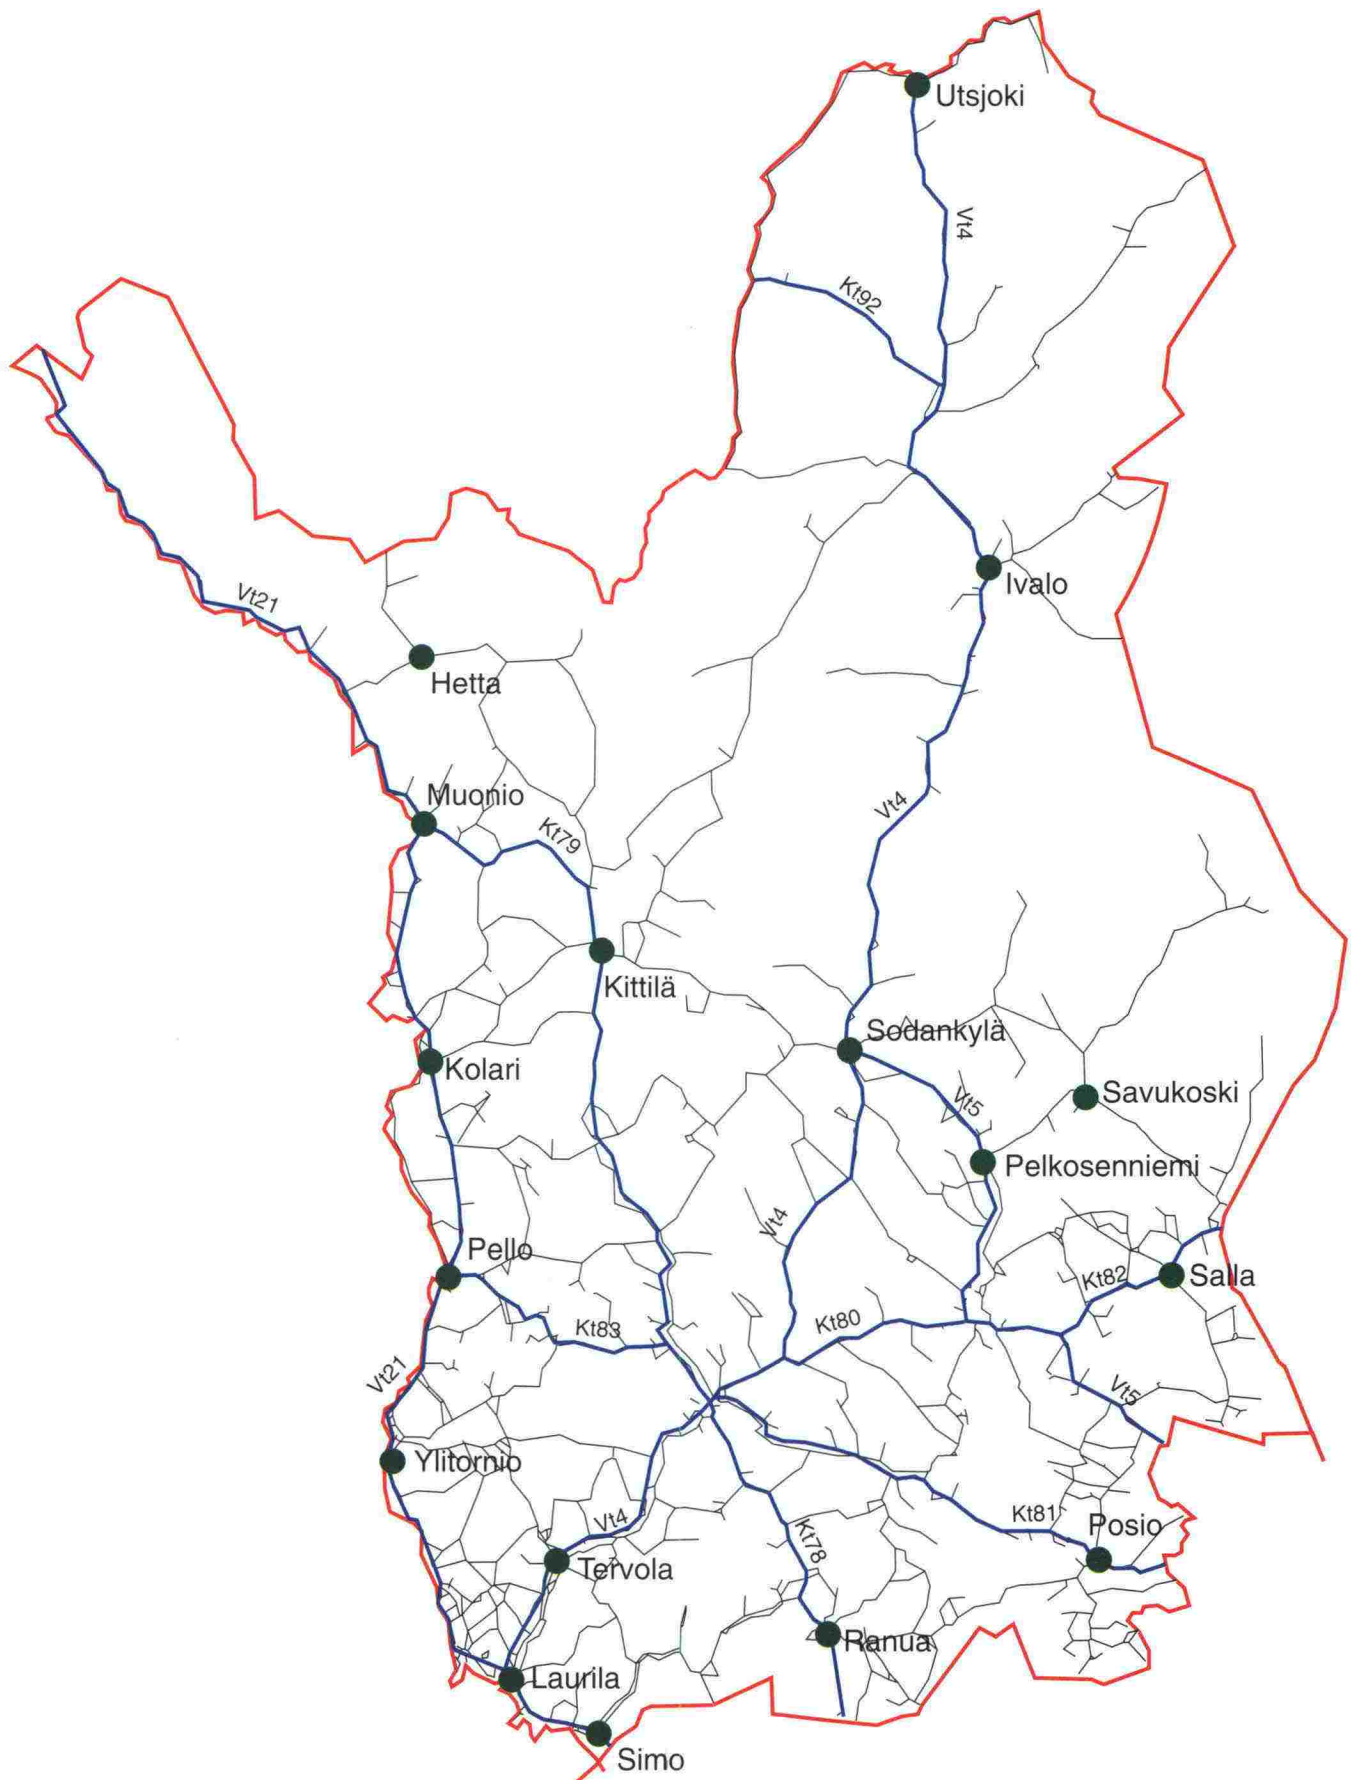 Utsjoki
Vt4
Kt92
Ivalo
Vt21
Hetta
Muonio
Vt4
Kt79
Kittilä
Sodankylä
Kolari
Savukoski
Vt5
Pelkosenniemi
Vt4
Pello
Salla
Kt82
Kt80
Kt83
Vt21
Vt5
Ylitornio
Kt81
Posio
Vt4
Kt78
Tervola
Ranua
Laurila
Simo